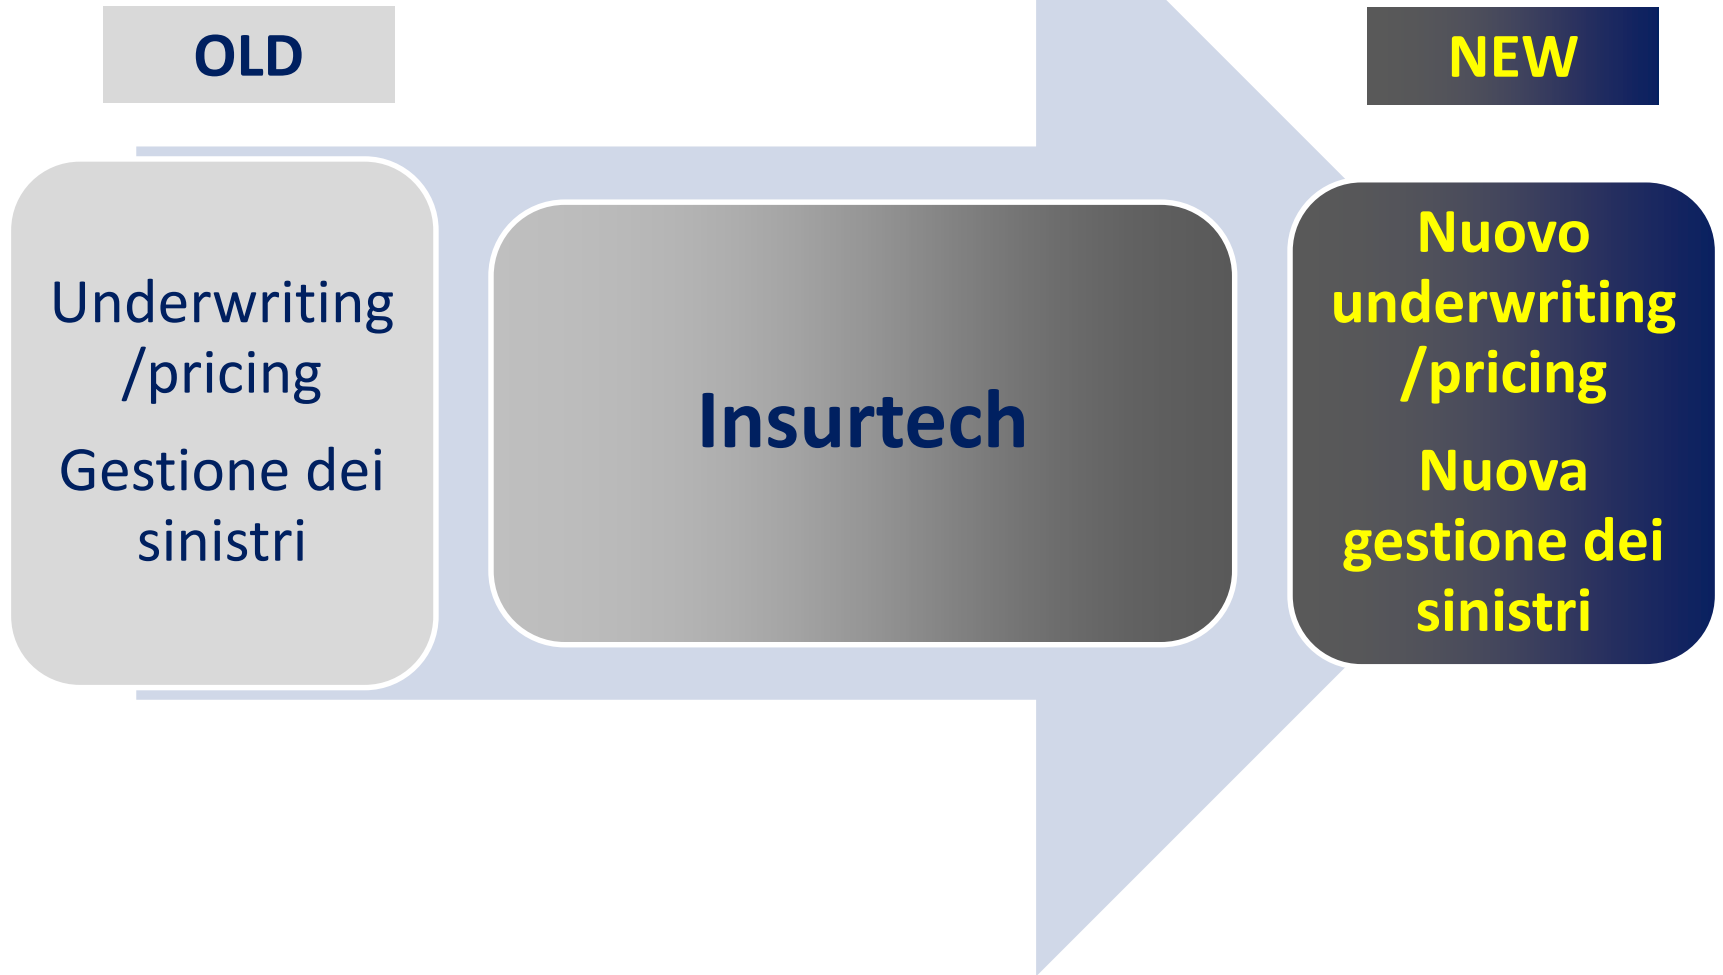 OLD
NEW
Underwriting
/pricing
Gestione dei
sinistri
Insurtech
Nuovo
underwriting
/pricing
Nuova
gestione dei
sinistri